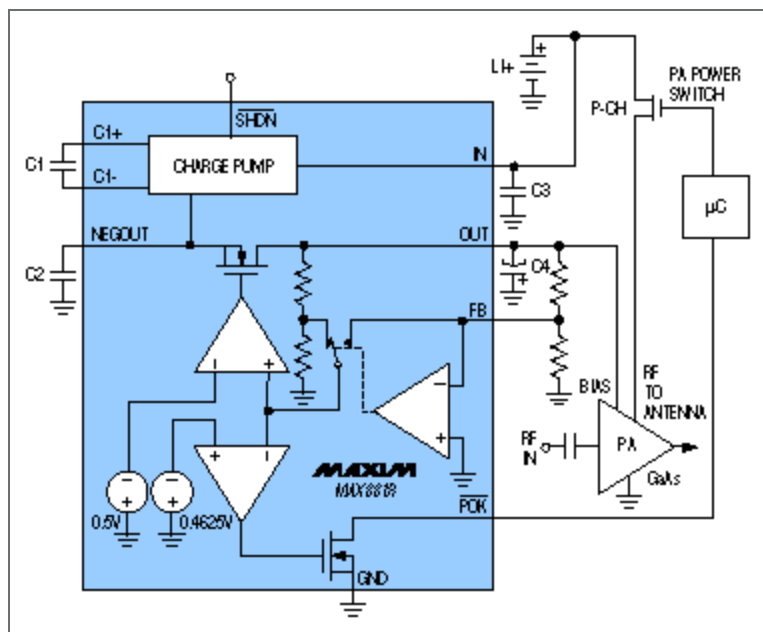 LI+
PA POWER
SWITCH
P-CH
SHDN
C1+
C1
C1-
CHARGE PUMP
IN
C3
µC
NEGOUT
OUT
C2
C4
FB
BIAS
RF
TO
ANTENNA
RF
IN
PA
GaAs
MAXIM
0.5V
0.4625V
POK
GND